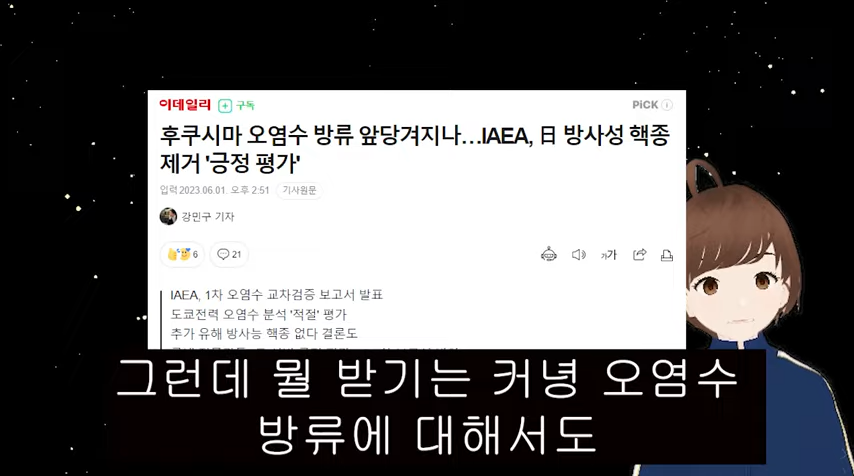 이데일리 구독
PiCK
후쿠시마 오염수 방류 앞당겨지나…IAEA, 日 방사성 핵종
제거 '긍정 평가'
입력 2023.06.01. 오후 2:51 기사원문
강민구 기자
6 21
가가
IAEA, 1차 오염수 교차검증 보고서 발표
도쿄전력 오염수 분석 '적절' 평가
추가 유해 방사능 핵종 없다 결론도
그런데 뭘 받기는 커녕 오염수
방류에 대해서도